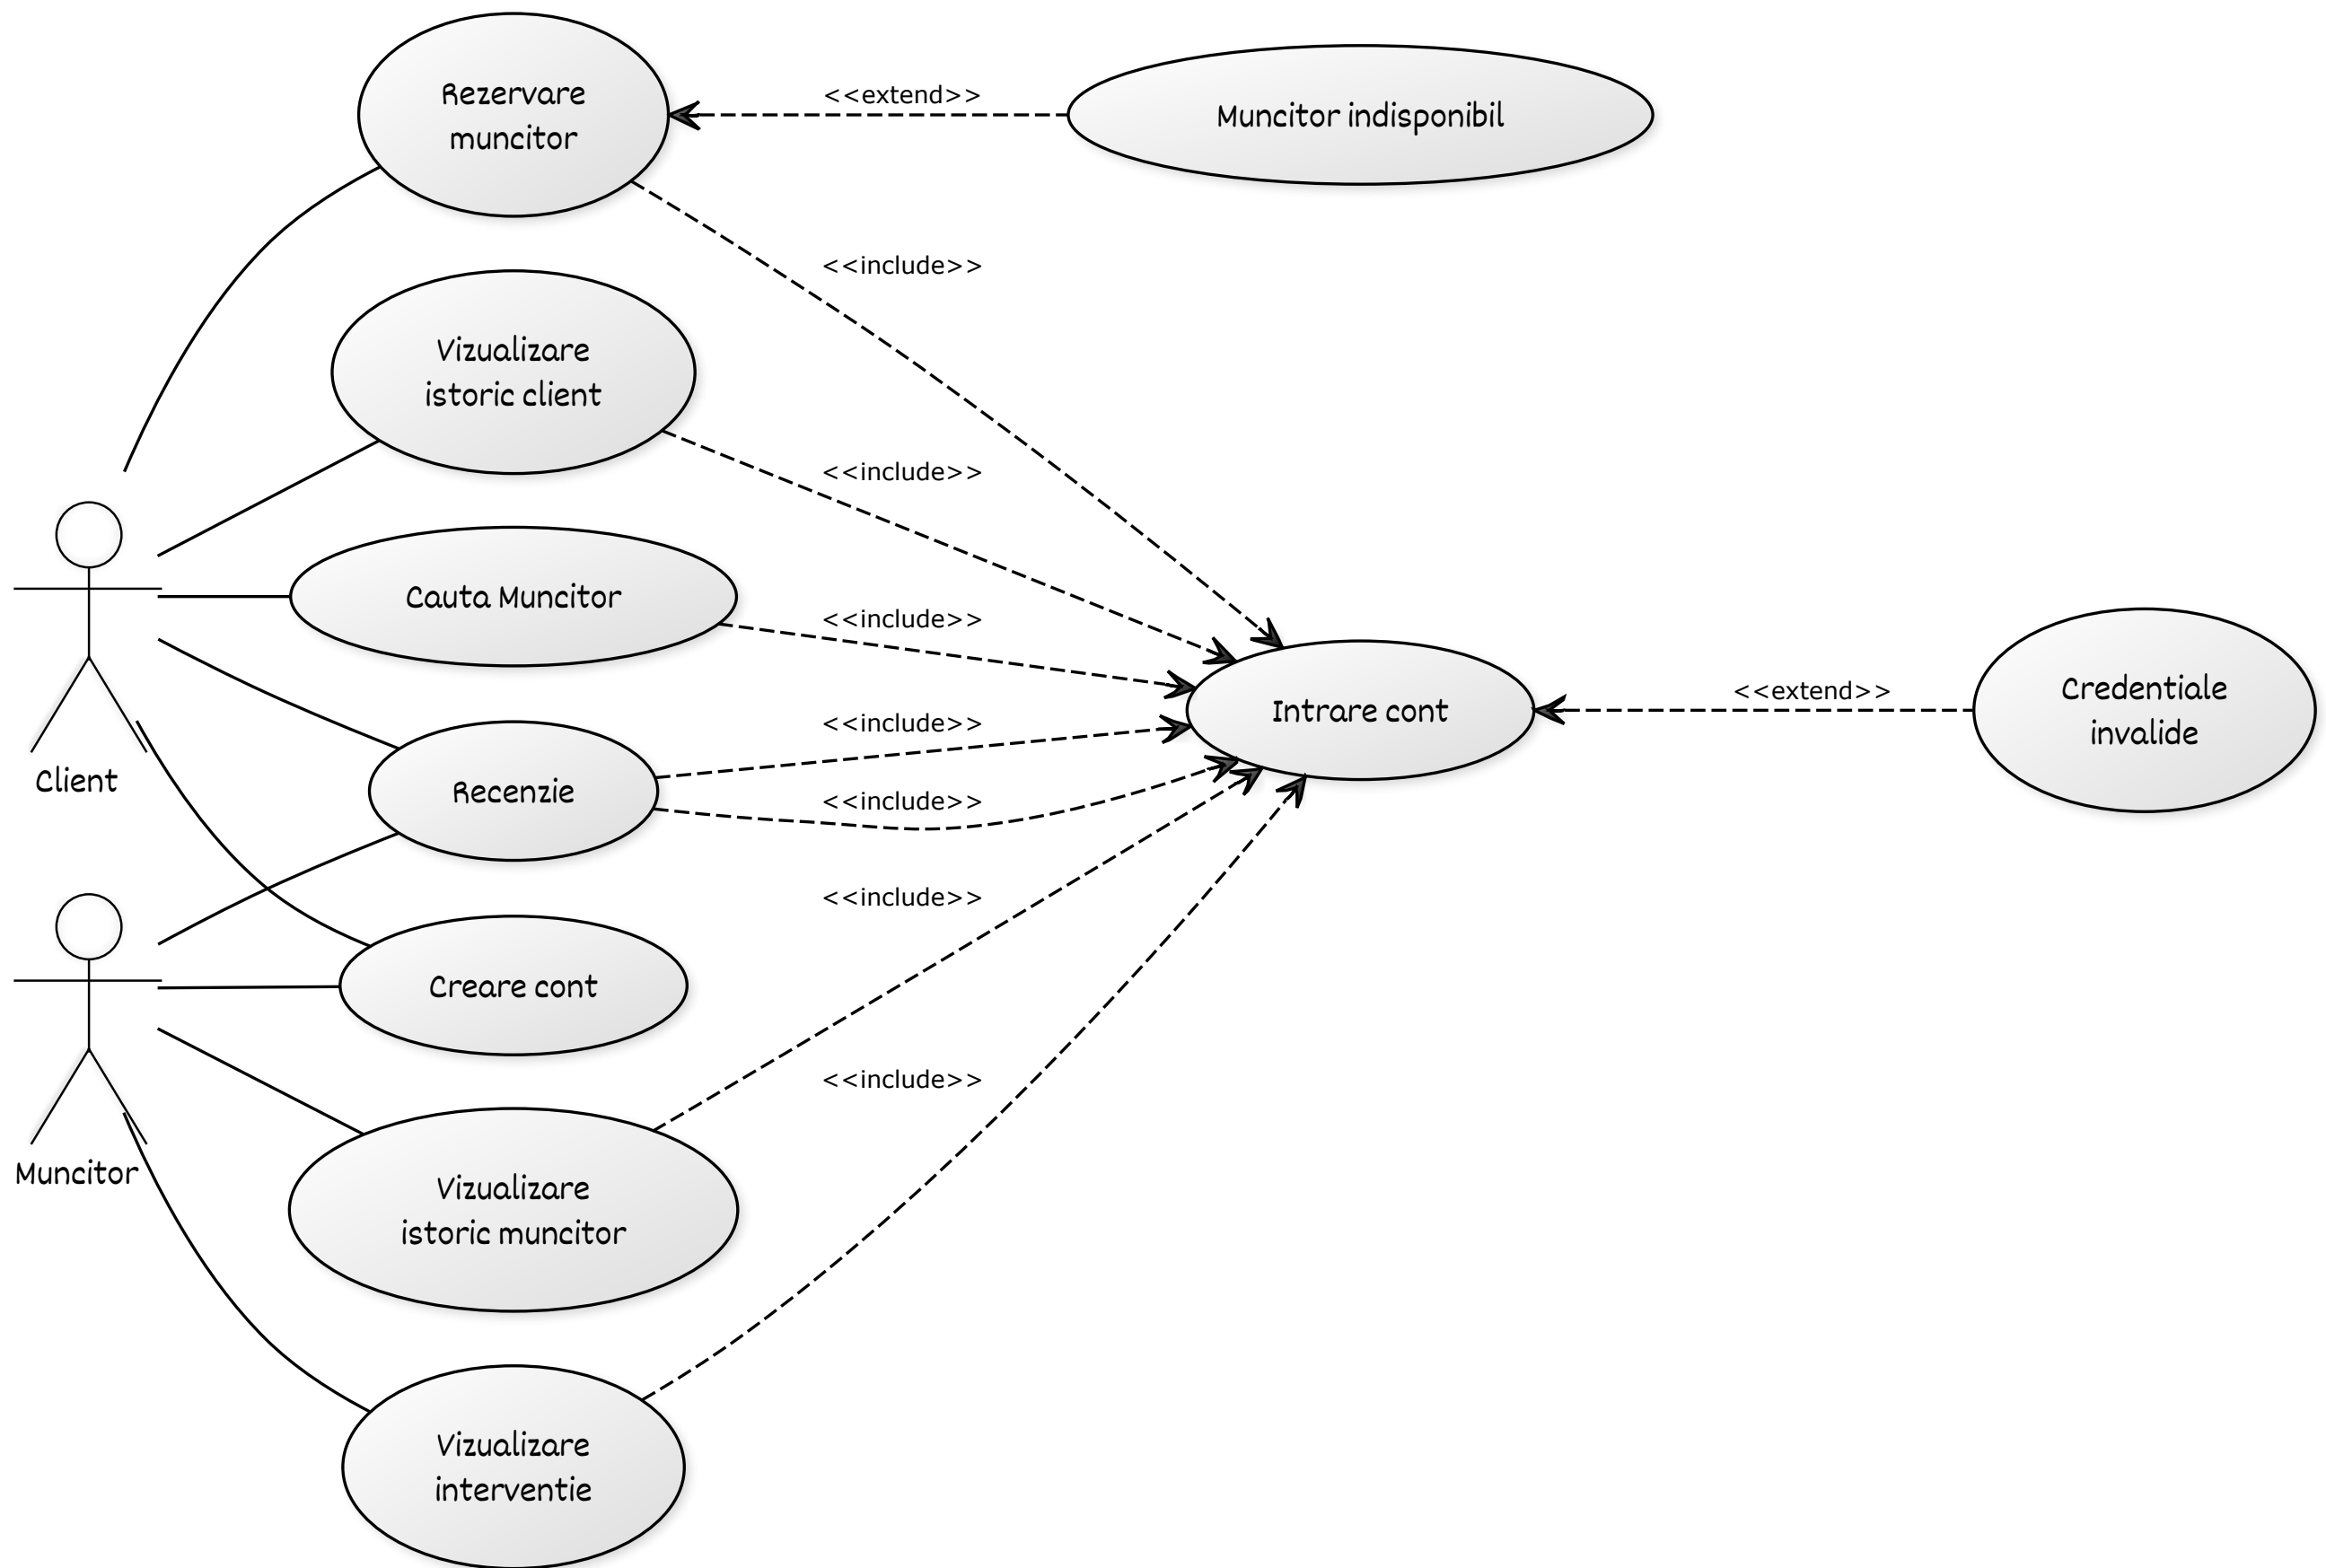 Rezervare
muncitor
<<extend>>
Muncitor indisponibil
<<include>>
Vizualizare
istoric client
<<include>>
Cauta Muncitor
<<include>>
Client
Recenzie
<<include>>
<<include>>
Intrare cont
<<extend>>
Credentiale
invalide
<<include>>
Creare cont
<<include>>
Muncitor
Vizualizare
istoric muncitor
Vizualizare
interventie